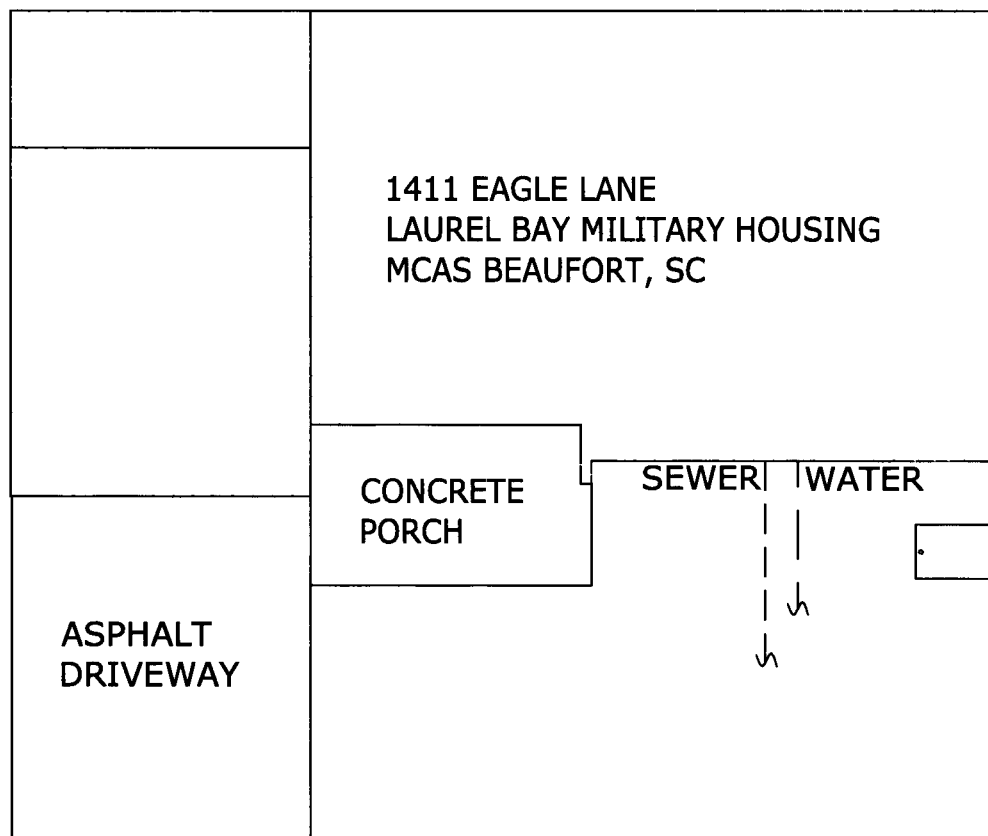 1411 EAGLE LANE
LAUREL BAY MILITARY HOUSING
MCAS BEAUFORT, SC
SEWER WATER
CONCRETE
PORCH
ASPHALT
DRIVEWAY